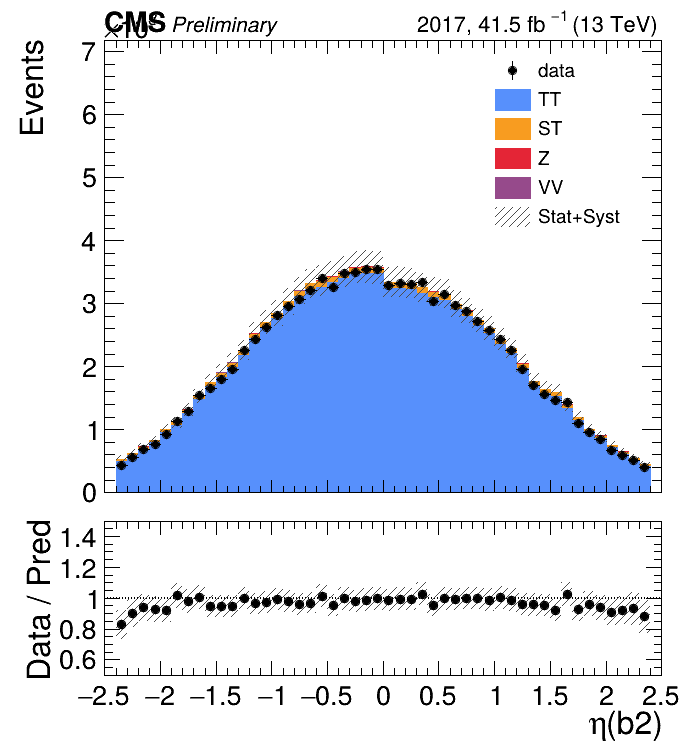 CMS Preliminary 2017, 41.5 fb⁻¹ (13 TeV)
Events
7
6
5
4
3
2
1
0
data
TT
ST
Z
VV
Stat+Syst
Data / Pred
1.4
1.2
1
0.8
0.6
−2.5 −2 −1.5 −1 −0.5 0 0.5 1 1.5 2 2.5
η(b2)